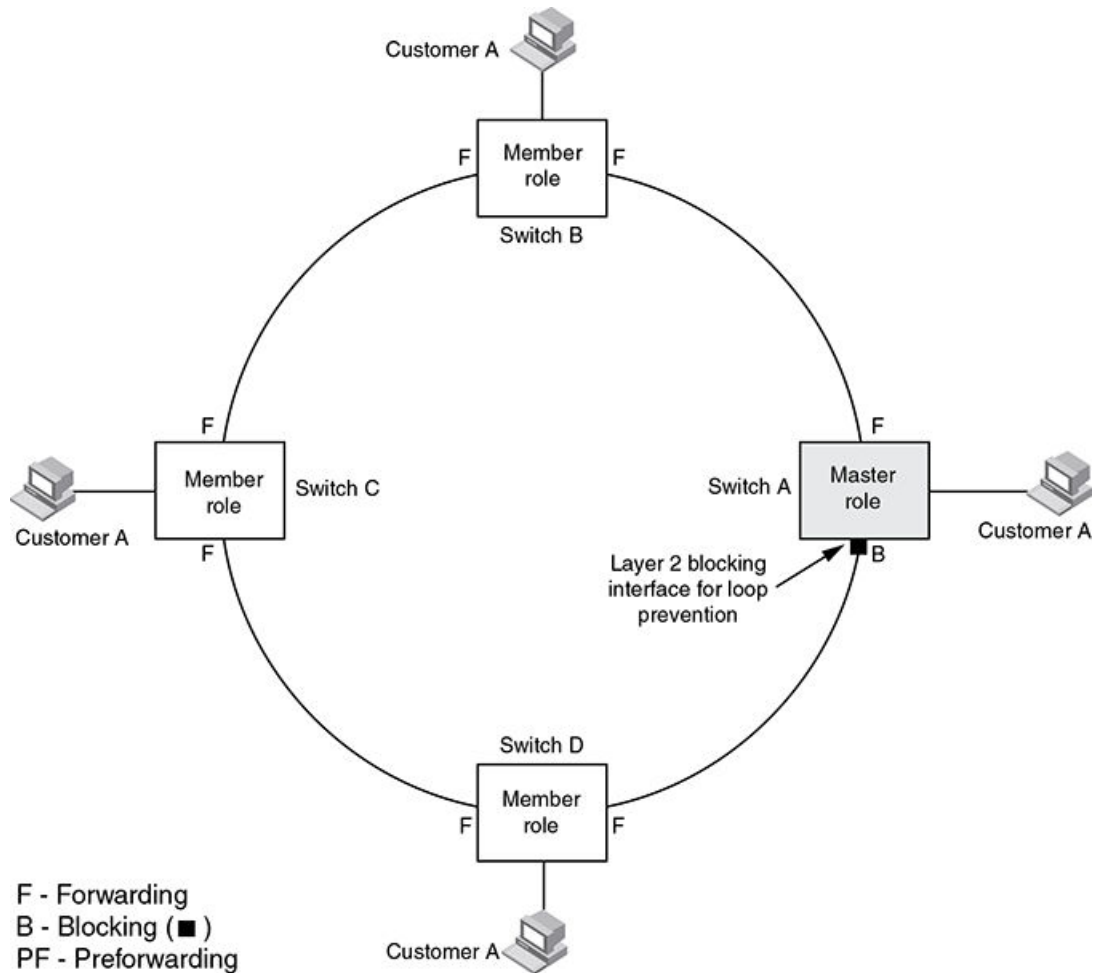 Customer A
F
Member
role
F
Switch B
F
Member
role
Switch C
Customer A
F
F
Switch A
Master
role
Customer A
B
Layer 2 blocking
interface for loop
prevention
Switch D
F
Member
role
F
Customer A
F - Forwarding
B - Blocking (■)
PF - Preforwarding